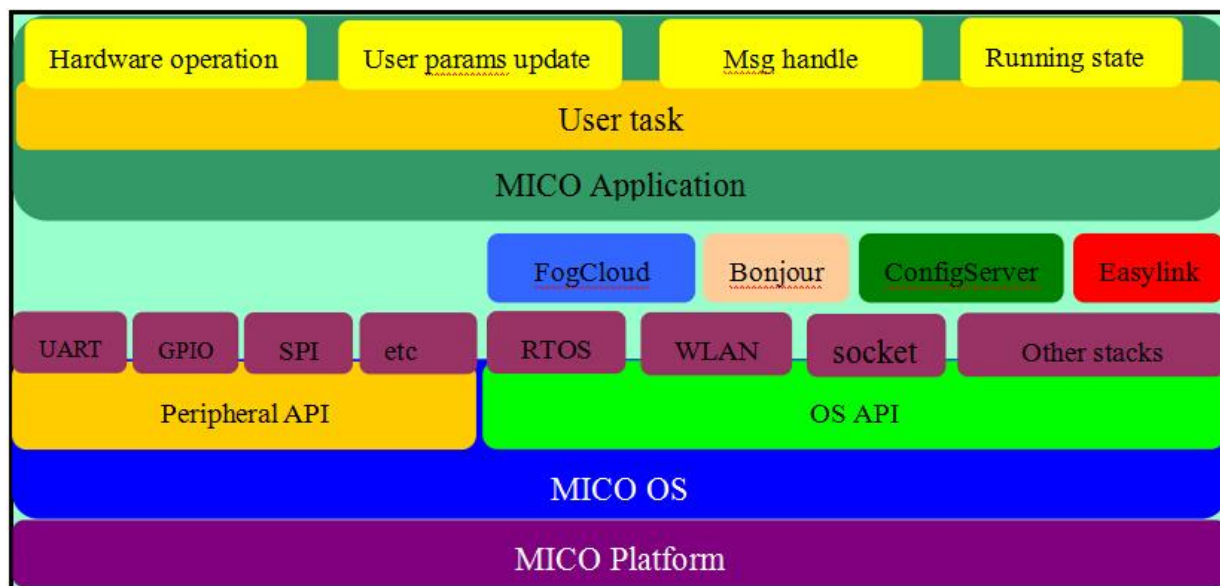 Hardware operation
User params update
Msg handle
Running state
User task
MICO Application
FogCloud
Bonjour
ConfigServer
Easylink
UART
GPIO
SPI
etc
RTOS
WLAN
socket
Other stacks
Peripheral API
OS API
MICO OS
MICO Platform